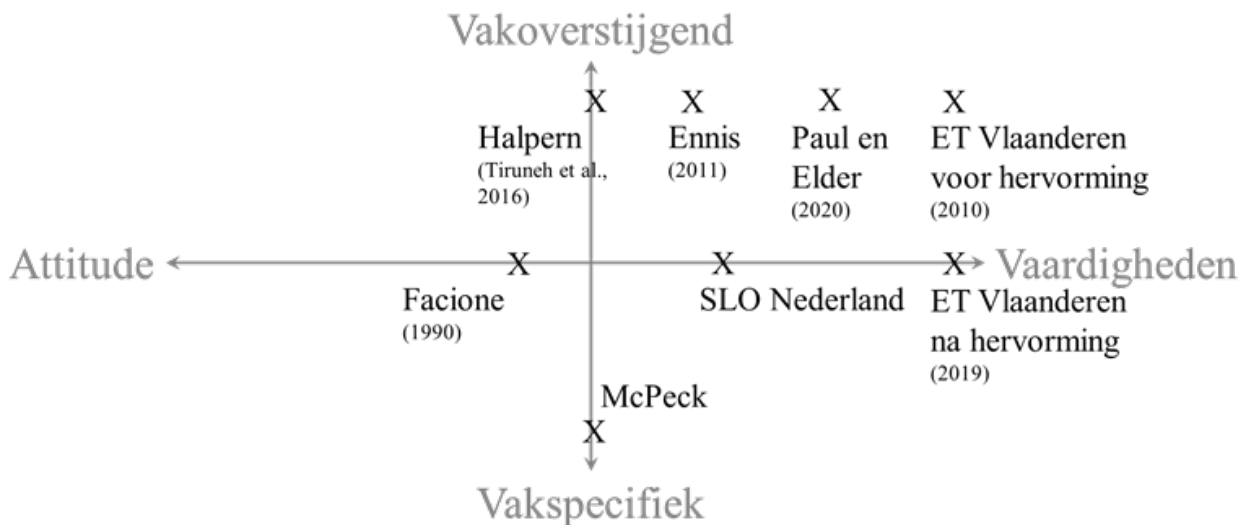 Vakoverstijgend
X
X
X
X
Halpern
(Tiruneh et al.,
2016)
Ennis
(2011)
Paul en
Elder
(2020)
ET Vlaanderen
voor hervorming
(2010)
Attitude
X
X
X
Vaardigheden
Facione
(1990)
SLO Nederland
ET Vlaanderen
na hervorming
(2019)
McPeck
X
Vakspecifiek